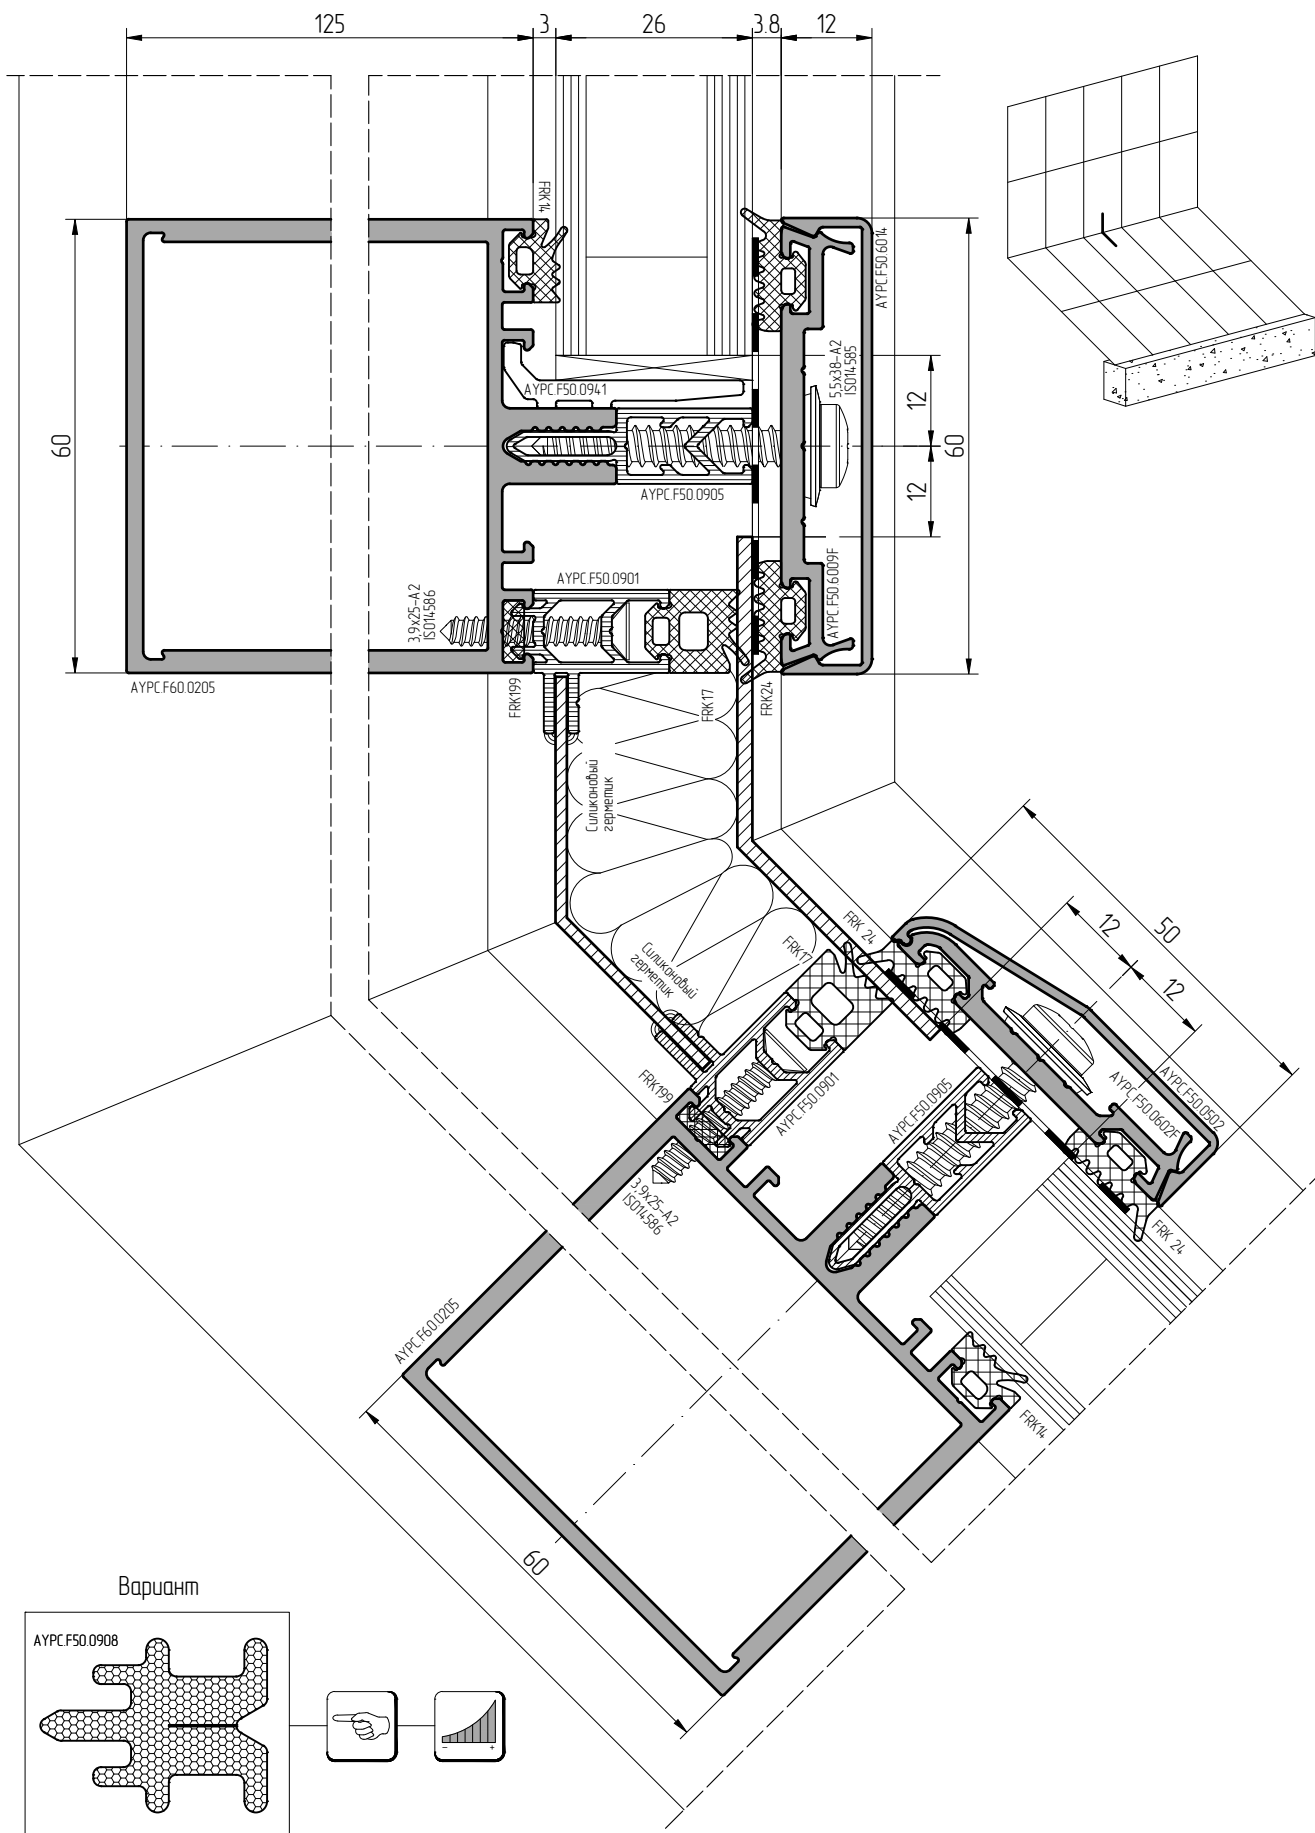 125
3
26
3.8
12
FRK14
AYPC.F50.6014
60
AYPC.F50.0941
5,5x38-A2
ISO14585
12
60
12
AYPC.F50.0905
AYPC.F50.6009F
AYPC.F50.0901
3,9x25-A2
ISO14586
AYPC.F60.0205
FRK199
FRK17
FRK24
Силиконовый
герметик
FRK 24
12
50
12
FRK17
Силиконовый
герметик
FRK199
AYPC.F50.0901
AYPC.F50.0905
AYPC.F50.0602F
AYPC.F50.0502
3,9x25-A2
ISO14586
FRK 24
AYPC.F60.0205
FRK14
60
Вариант
AYPC.F50.0908
- +